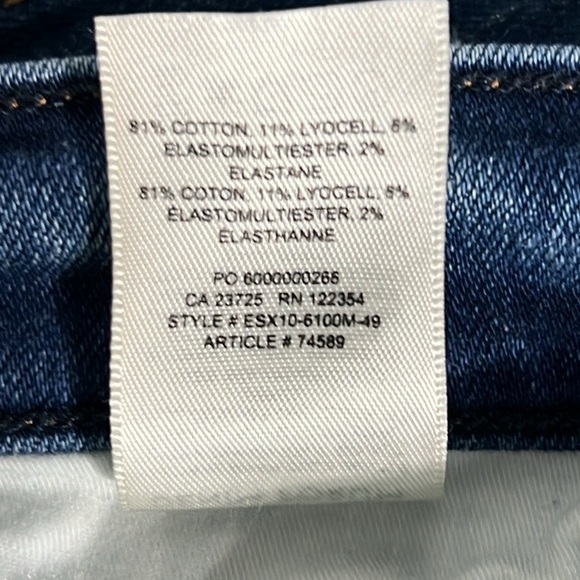 81% COTTON, 11% LYOCELL, 6%
ELASTOMULTIESTER, 2%
ELASTANE
81% COTON, 11% LYOCELL, 6%
ÉLASTOMULTIESTER, 2%
ÉLASTHANNE
PO 6000000266
CA 23725 RN 122354
STYLE # ESX10-6100M-49
ARTICLE # 74589